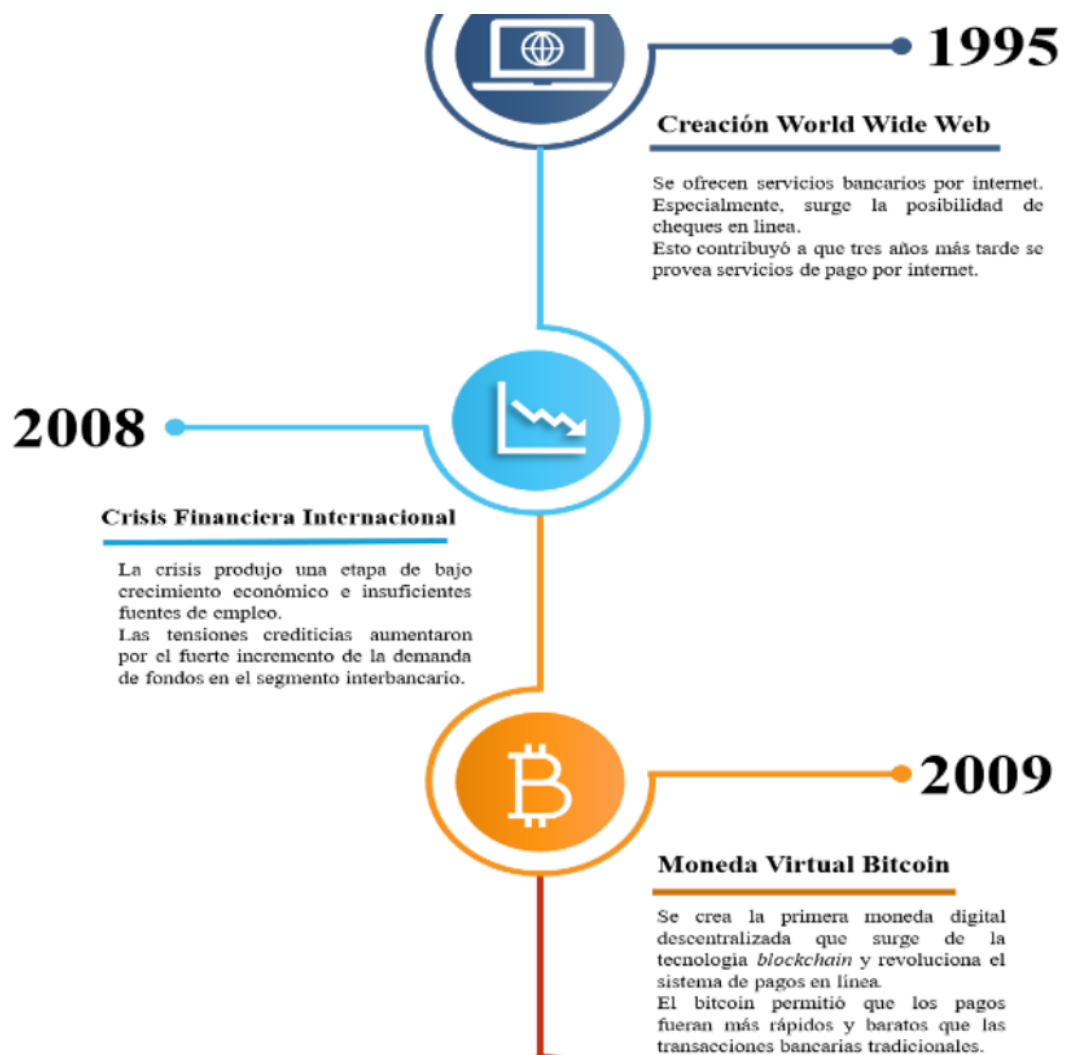 1995
Creación World Wide Web
Se ofrecen servicios bancarios por internet.
Especialmente, surge la posibilidad de
cheques en línea.
Esto contribuyó a que tres años más tarde se
provea servicios de pago por internet.
2008
Crisis Financiera Internacional
La crisis produjo una etapa de bajo
crecimiento económico e insuficientes
fuentes de empleo.
Las tensiones crediticias aumentaron
por el fuerte incremento de la demanda
de fondos en el segmento interbancario.
2009
Moneda Virtual Bitcoin
Se crea la primera moneda digital
descentralizada que surge de la
tecnología blockchain y revoluciona el
sistema de pagos en línea.
El bitcoin permitió que los pagos
fueran más rápidos y baratos que las
transacciones bancarias tradicionales.